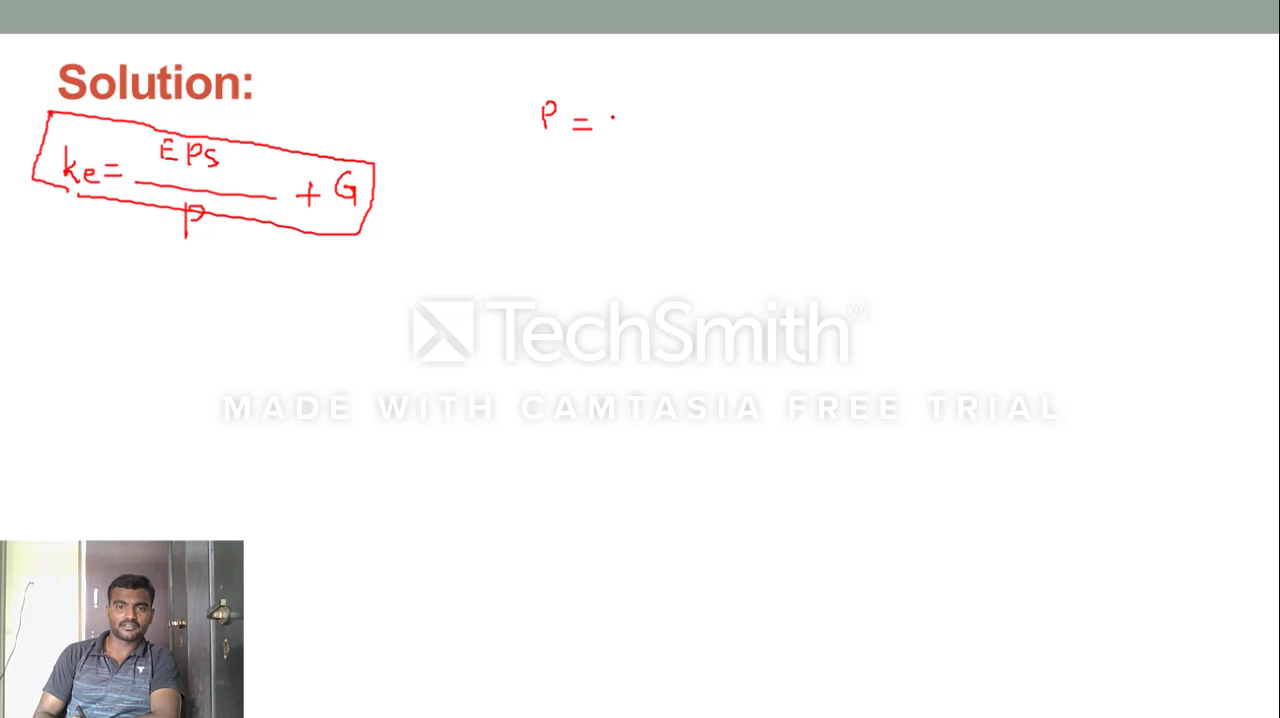 Solution:
P =
ke = EPS / P + G
TechSmith®
MADE WITH CAMTASIA FREE TRIAL